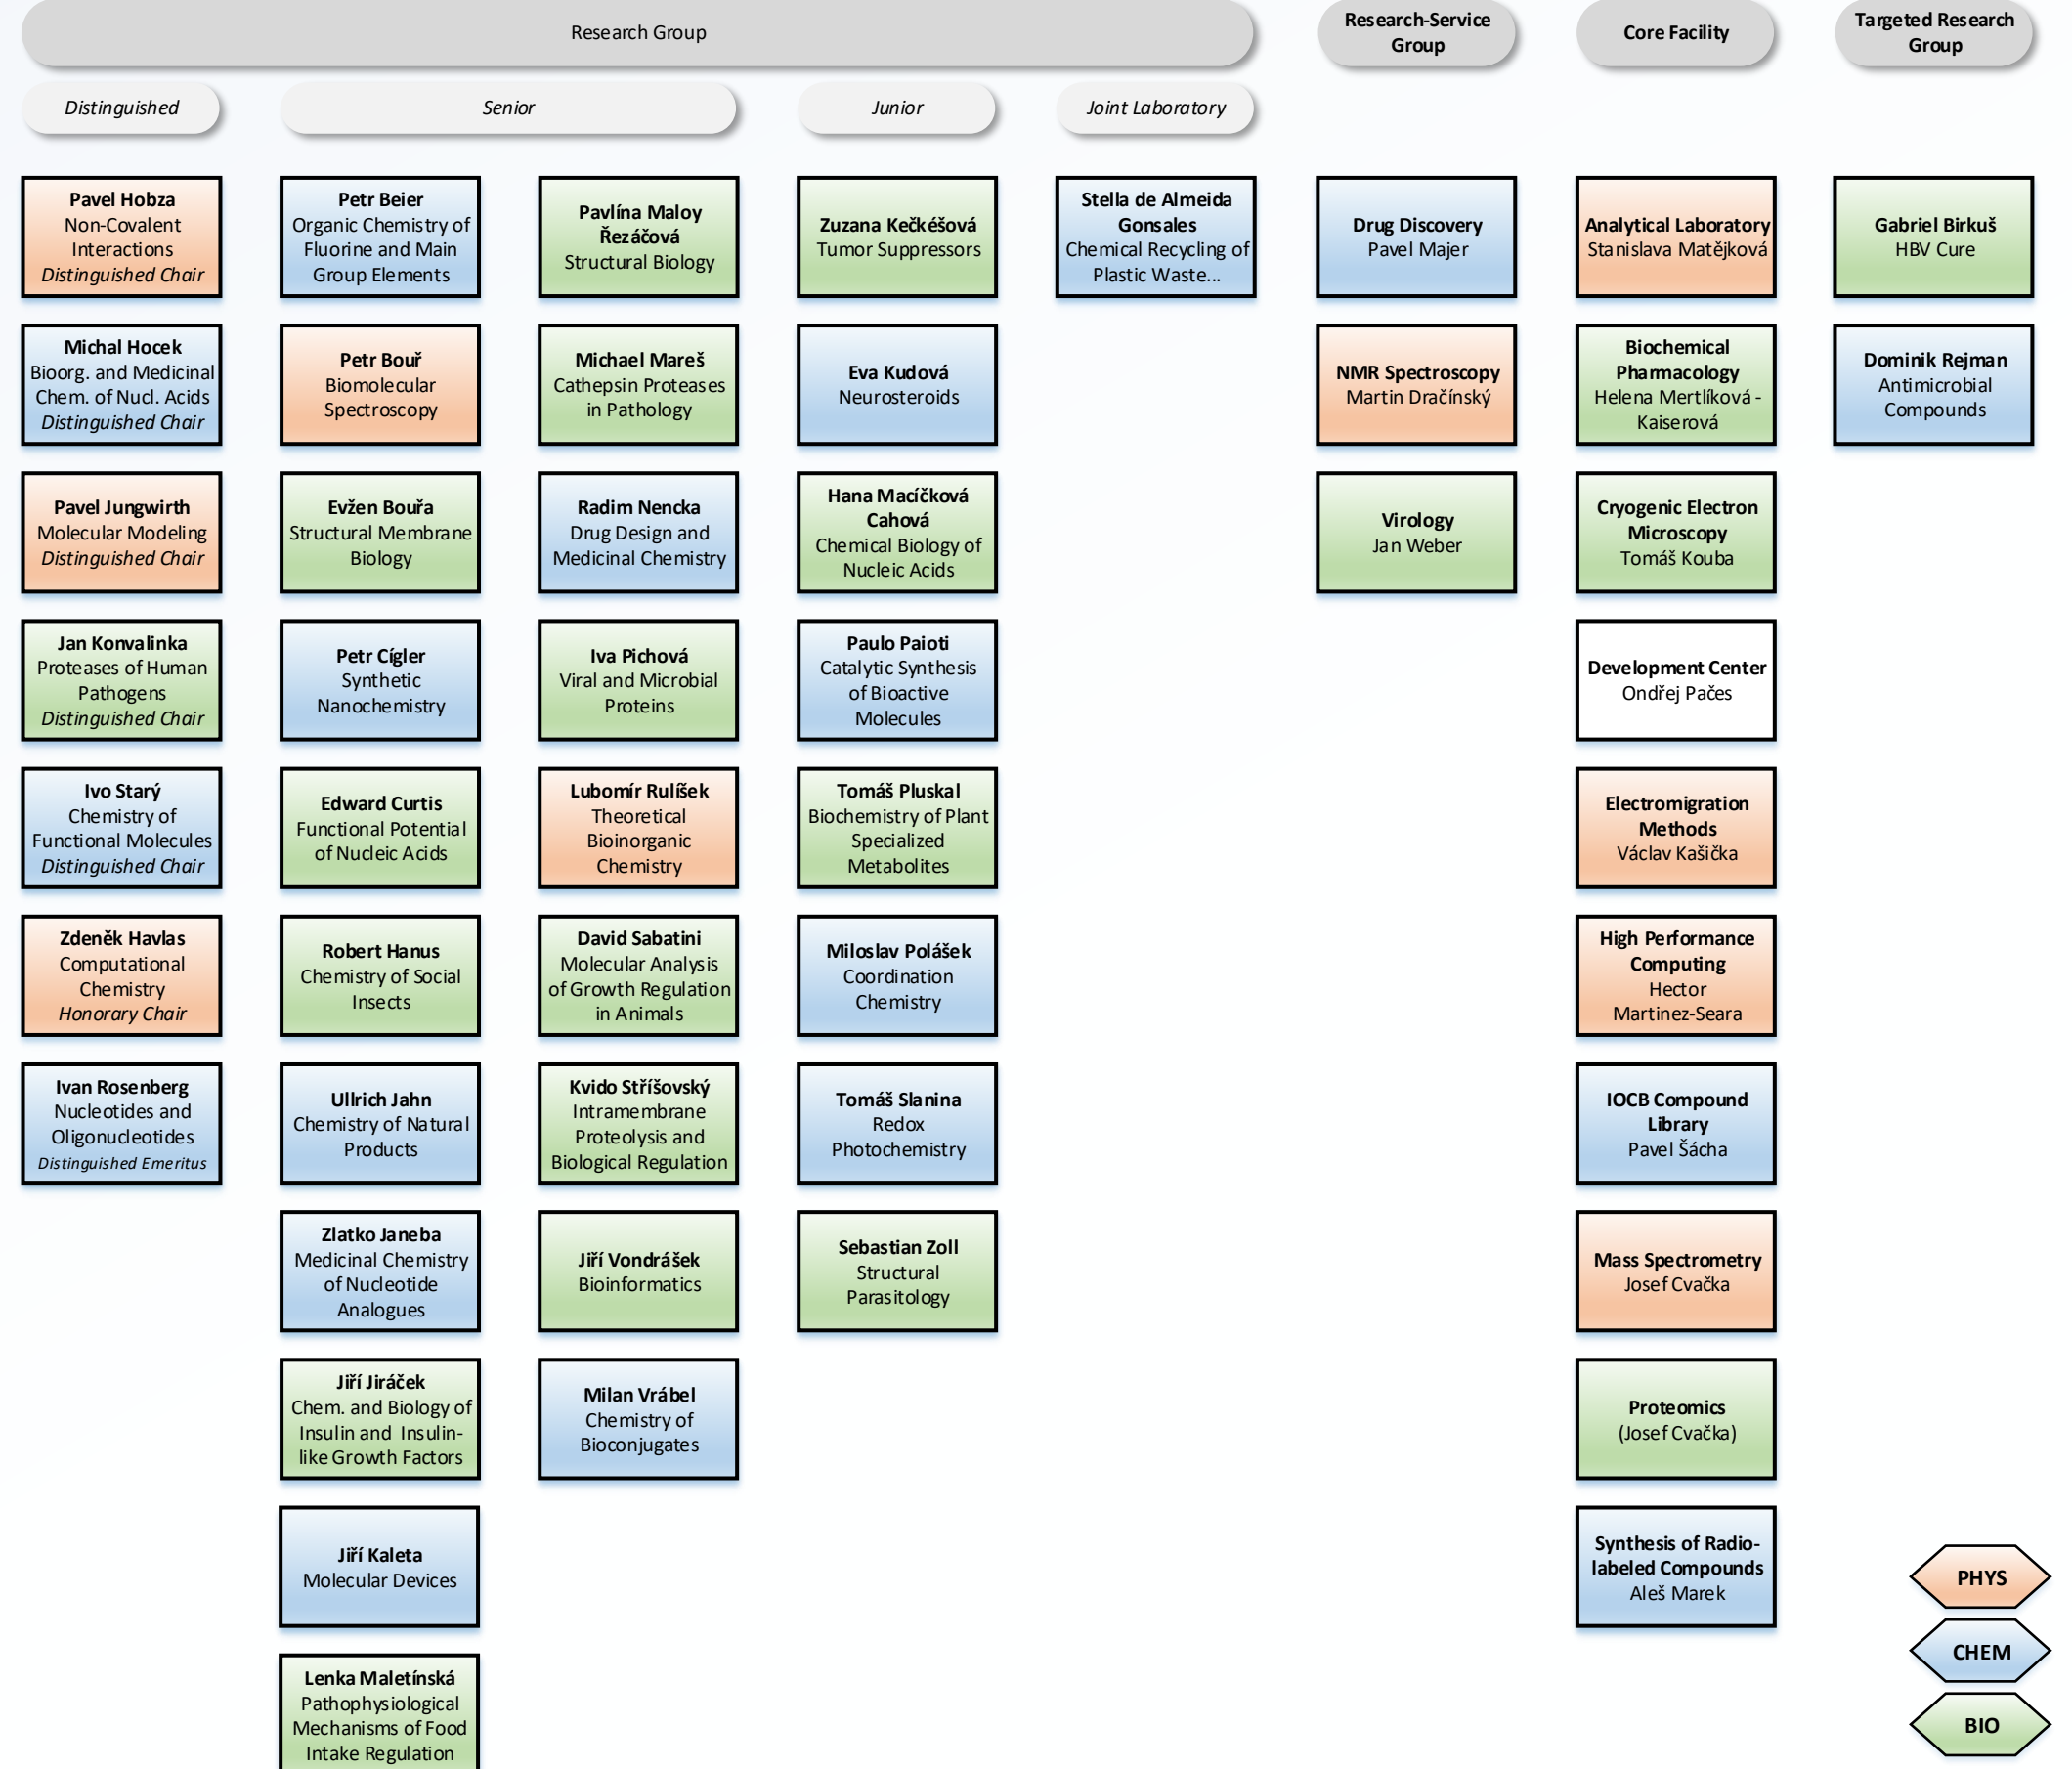 Research Group
Research-Service
Group
Core Facility
Targeted Research
Group
Distinguished
Senior
Junior
Joint Laboratory
Pavel Hobza
Non-Covalent
Interactions
Distinguished Chair
Michal Hocek
Bioorg. and Medicinal
Chem. of Nucl. Acids
Distinguished Chair
Pavel Jungwirth
Molecular Modeling
Distinguished Chair
Jan Konvalinka
Proteases of Human
Pathogens
Distinguished Chair
Ivo Starý
Chemistry of
Functional Molecules
Distinguished Chair
Zdeněk Havlas
Computational
Chemistry
Honorary Chair
Ivan Rosenberg
Nucleotides and
Oligonucleotides
Distinguished Emeritus
Petr Beier
Organic Chemistry of
Fluorine and Main
Group Elements
Petr Bouř
Biomolecular
Spectroscopy
Evžen Bouřa
Structural Membrane
Biology
Petr Cígler
Synthetic
Nanochemistry
Edward Curtis
Functional Potential
of Nucleic Acids
Robert Hanus
Chemistry of Social
Insects
Ullrich Jahn
Chemistry of Natural
Products
Zlatko Janeba
Medicinal Chemistry
of Nucleotide
Analogues
Jiří Jiráček
Chem. and Biology of
Insulin and Insulin-
like Growth Factors
Jiří Kaleta
Molecular Devices
Lenka Maletínská
Pathophysiological
Mechanisms of Food
Intake Regulation
Pavlína Maloy
Řezáčová
Structural Biology
Michael Mareš
Cathepsin Proteases
in Pathology
Radim Nencka
Drug Design and
Medicinal Chemistry
Iva Pichová
Viral and Microbial
Proteins
Lubomír Rulíšek
Theoretical
Bioinorganic
Chemistry
David Sabatini
Molecular Analysis
of Growth Regulation
in Animals
Kvido Stříšovský
Intramembrane
Proteolysis and
Biological Regulation
Jiří Vondrášek
Bioinformatics
Milan Vrábel
Chemistry of
Bioconjugates
Zuzana Kečkéšová
Tumor Suppressors
Eva Kudová
Neurosteroids
Hana Macíčková
Cahová
Chemical Biology of
Nucleic Acids
Paulo Paioti
Catalytic Synthesis
of Bioactive
Molecules
Tomáš Pluskal
Biochemistry of Plant
Specialized
Metabolites
Miloslav Polášek
Coordination
Chemistry
Tomáš Slanina
Redox
Photochemistry
Sebastian Zoll
Structural
Parasitology
Stella de Almeida
Gonsales
Chemical Recycling of
Plastic Waste...
Drug Discovery
Pavel Majer
NMR Spectroscopy
Martin Dračínský
Virology
Jan Weber
Analytical Laboratory
Stanislava Matějková
Biochemical
Pharmacology
Helena Mertlíková -
Kaiserová
Cryogenic Electron
Microscopy
Tomáš Kouba
Development Center
Ondřej Pačes
Electromigration
Methods
Václav Kašička
High Performance
Computing
Hector
Martinez-Seara
IOCB Compound
Library
Pavel Šácha
Mass Spectrometry
Josef Cvačka
Proteomics
(Josef Cvačka)
Synthesis of Radio-
labeled Compounds
Aleš Marek
Gabriel Birkuš
HBV Cure
Dominik Rejman
Antimicrobial
Compounds
PHYS
CHEM
BIO